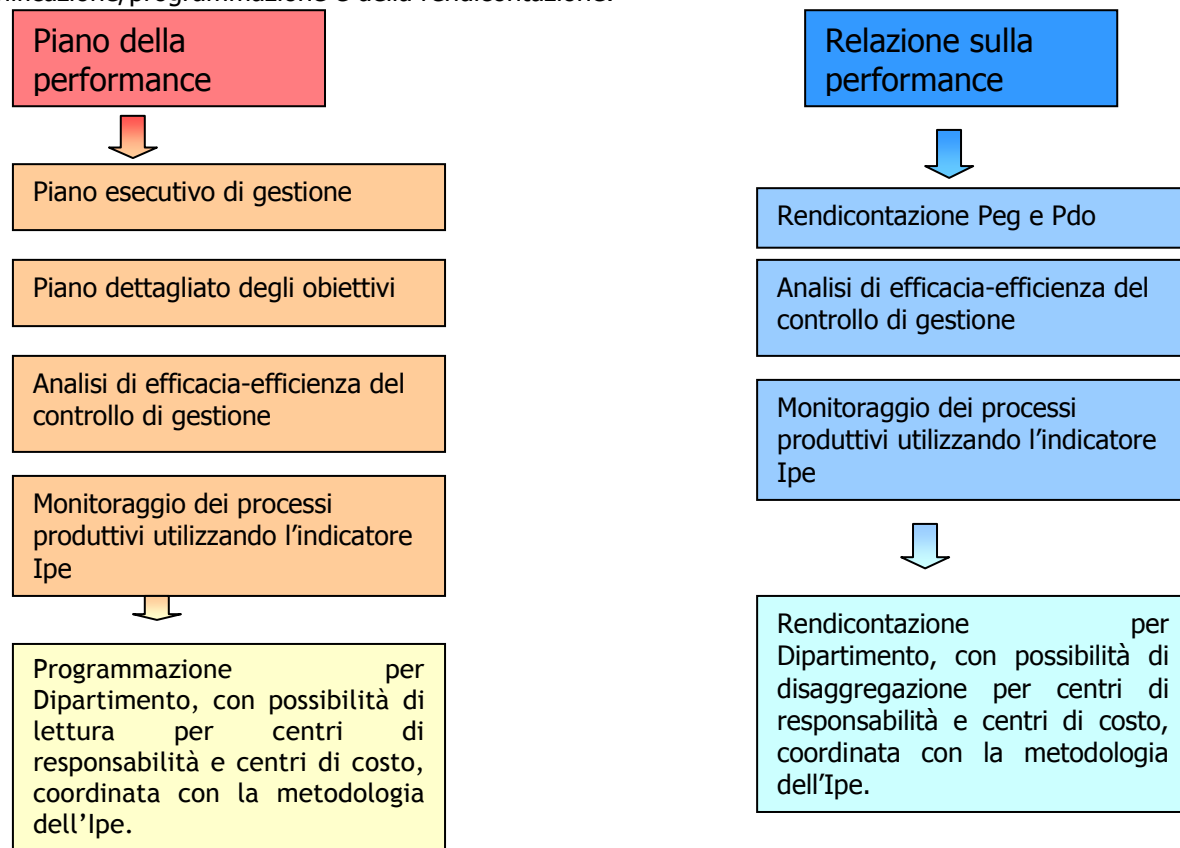 Piano della
performance
Piano esecutivo di gestione
Piano dettagliato degli obiettivi
Analisi di efficacia-efficienza del
controllo di gestione
Monitoraggio dei processi
produttivi utilizzando l'indicatore
Ipe
Programmazione per
Dipartimento, con possibilità di
lettura per centri di
responsabilità e centri di costo,
coordinata con la metodologia
dell'Ipe.
Relazione sulla
performance
Rendicontazione Peg e Pdo
Analisi di efficacia-efficienza del
controllo di gestione
Monitoraggio dei processi
produttivi utilizzando l'indicatore
Ipe
Rendicontazione per
Dipartimento, con possibilità di
disaggregazione per centri di
responsabilità e centri di costo,
coordinata con la metodologia
dell'Ipe.